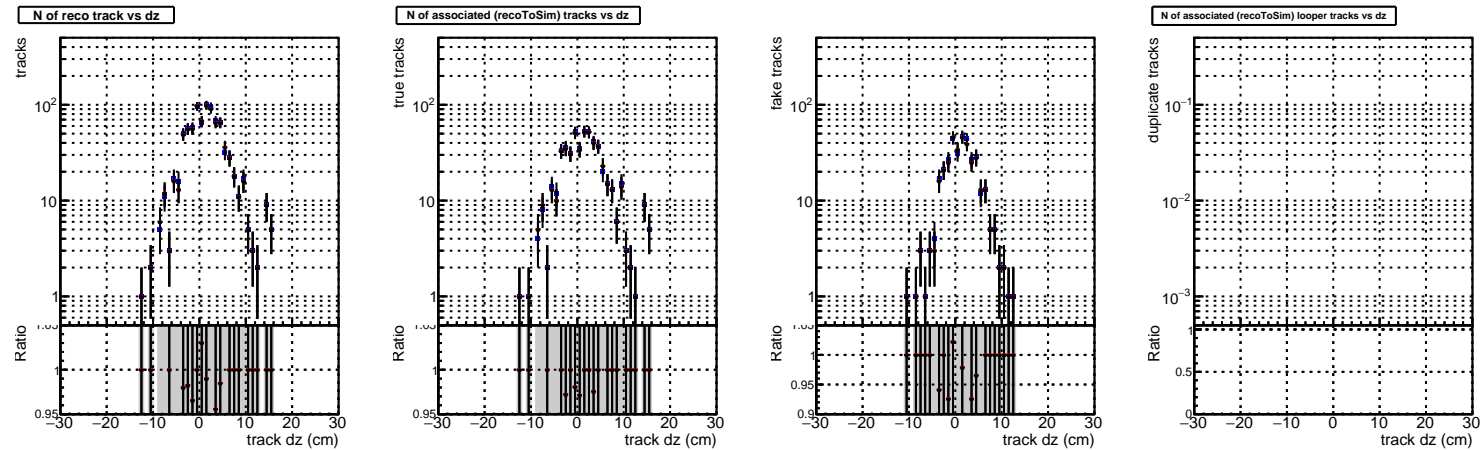 N of reco track vs dz
tracks
10²
10
1
Ratio
1.05
1
0.95
−30 −20 −10 0 10 20 30
track dz (cm)
N of associated (recoToSim) tracks vs dz
true tracks
10²
10
1
Ratio
1.05
1
0.95
−30 −20 −10 0 10 20 30
track dz (cm)
fake tracks
10²
10
1
Ratio
1
0.95
0.9
−30 −20 −10 0 10 20 30
track dz (cm)
N of associated (recoToSim) looper tracks vs dz
duplicate tracks
10⁻¹
10⁻²
10⁻³
Ratio
1
0.5
0
−30 −20 −10 0 10 20 30
track dz (cm)